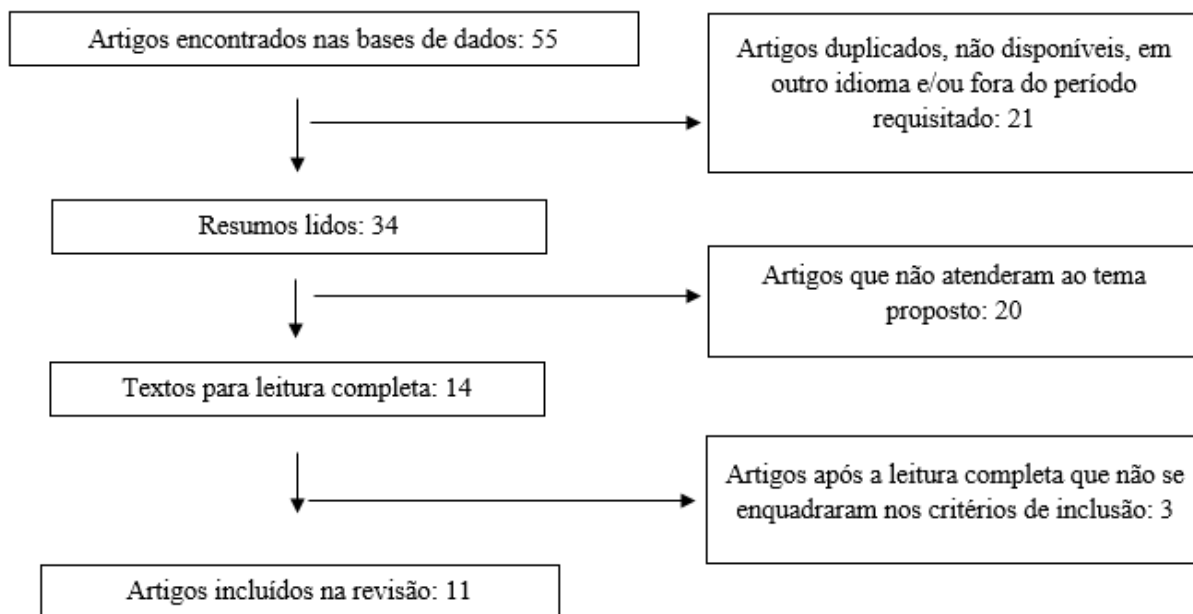 Artigos encontrados nas bases de dados: 55
Artigos duplicados, não disponíveis, em
outro idioma e/ou fora do período
requisitado: 21
Resumos lidos: 34
Artigos que não atenderam ao tema
proposto: 20
Textos para leitura completa: 14
Artigos após a leitura completa que não se
enquadraram nos critérios de inclusão: 3
Artigos incluídos na revisão: 11